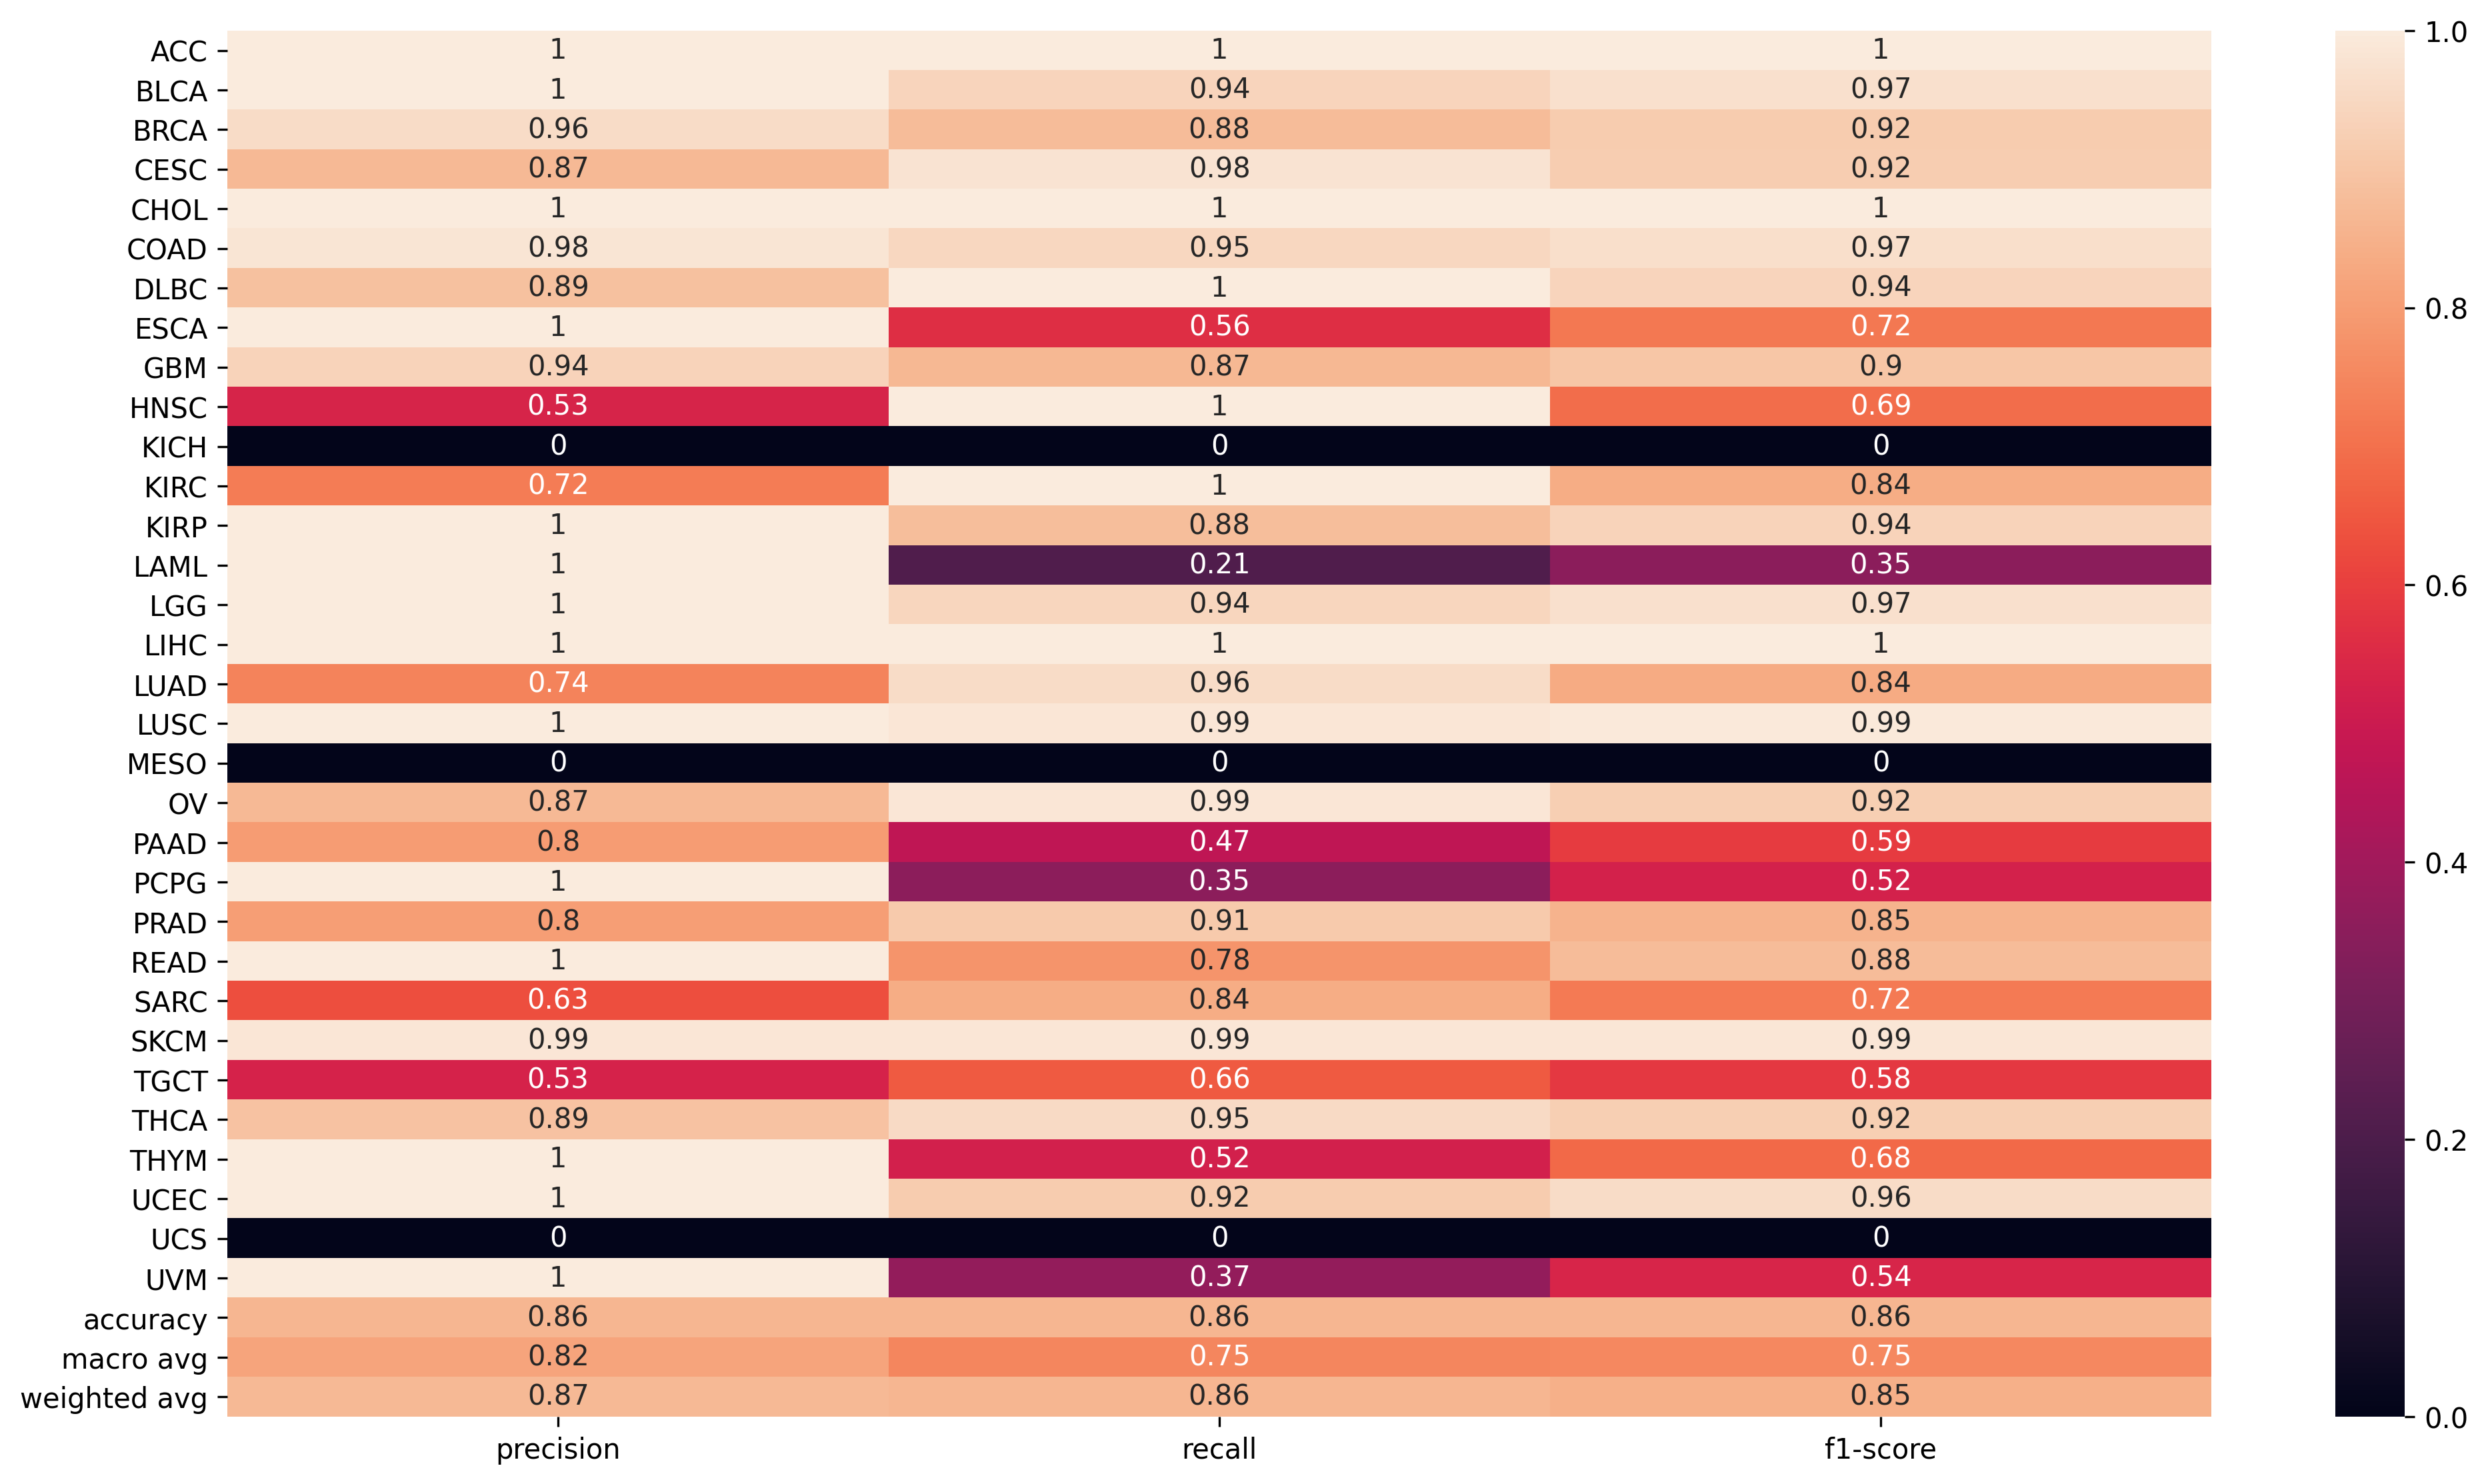 ACC 1 1 1 1.0
BLCA 1 0.94 0.97
BRCA 0.96 0.88 0.92
CESC 0.87 0.98 0.92
CHOL 1 1 1
COAD 0.98 0.95 0.97
DLBC 0.89 1 0.94
ESCA 1 0.56 0.72 0.8
GBM 0.94 0.87 0.9
HNSC 0.53 1 0.69
KICH 0 0 0
KIRC 0.72 1 0.84
KIRP 1 0.88 0.94
LAML 1 0.21 0.35 0.6
LGG 1 0.94 0.97
LIHC 1 1 1
LUAD 0.74 0.96 0.84
LUSC 1 0.99 0.99
MESO 0 0 0
OV 0.87 0.99 0.92
PAAD 0.8 0.47 0.59 0.4
PCPG 1 0.35 0.52
PRAD 0.8 0.91 0.85
READ 1 0.78 0.88
SARC 0.63 0.84 0.72
SKCM 0.99 0.99 0.99
TGCT 0.53 0.66 0.58
THCA 0.89 0.95 0.92 0.2
THYM 1 0.52 0.68
UCEC 1 0.92 0.96
UCS 0 0 0
UVM 1 0.37 0.54
accuracy 0.86 0.86 0.86
macro avg 0.82 0.75 0.75
weighted avg 0.87 0.86 0.85 0.0
precision recall f1-score